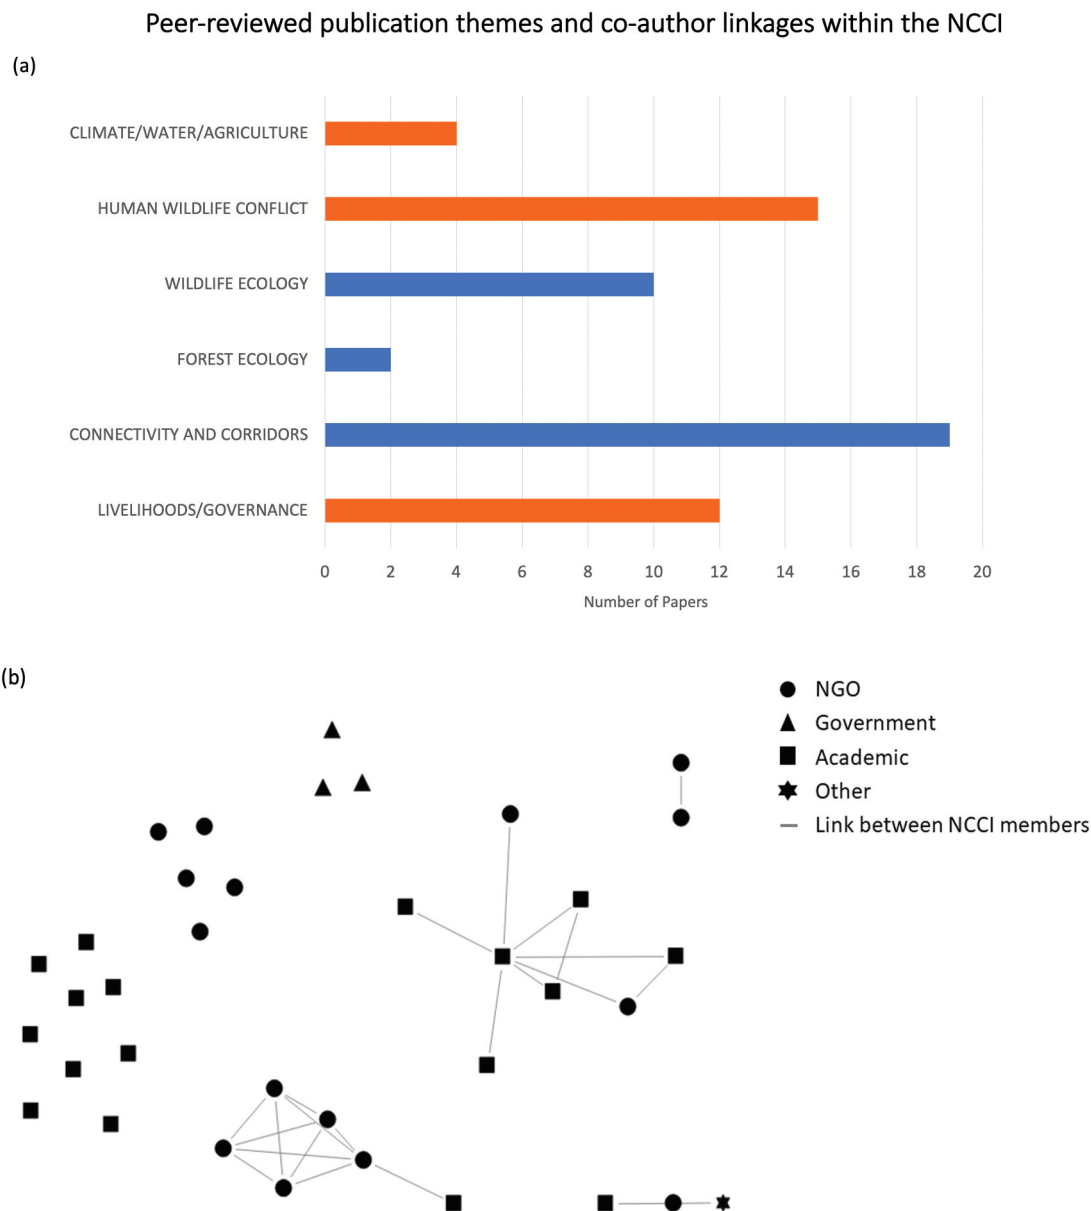 Peer-reviewed publication themes and co-author linkages within the NCCI
(a)
CLIMATE/WATER/AGRICULTURE
HUMAN WILDLIFE CONFLICT
WILDLIFE ECOLOGY
FOREST ECOLOGY
CONNECTIVITY AND CORRIDORS
LIVELIHOODS/GOVERNANCE
0 2 4 6 8 10 12 14 16 18 20
Number of Papers
(b)
NGO
Government
Academic
Other
Link between NCCI members